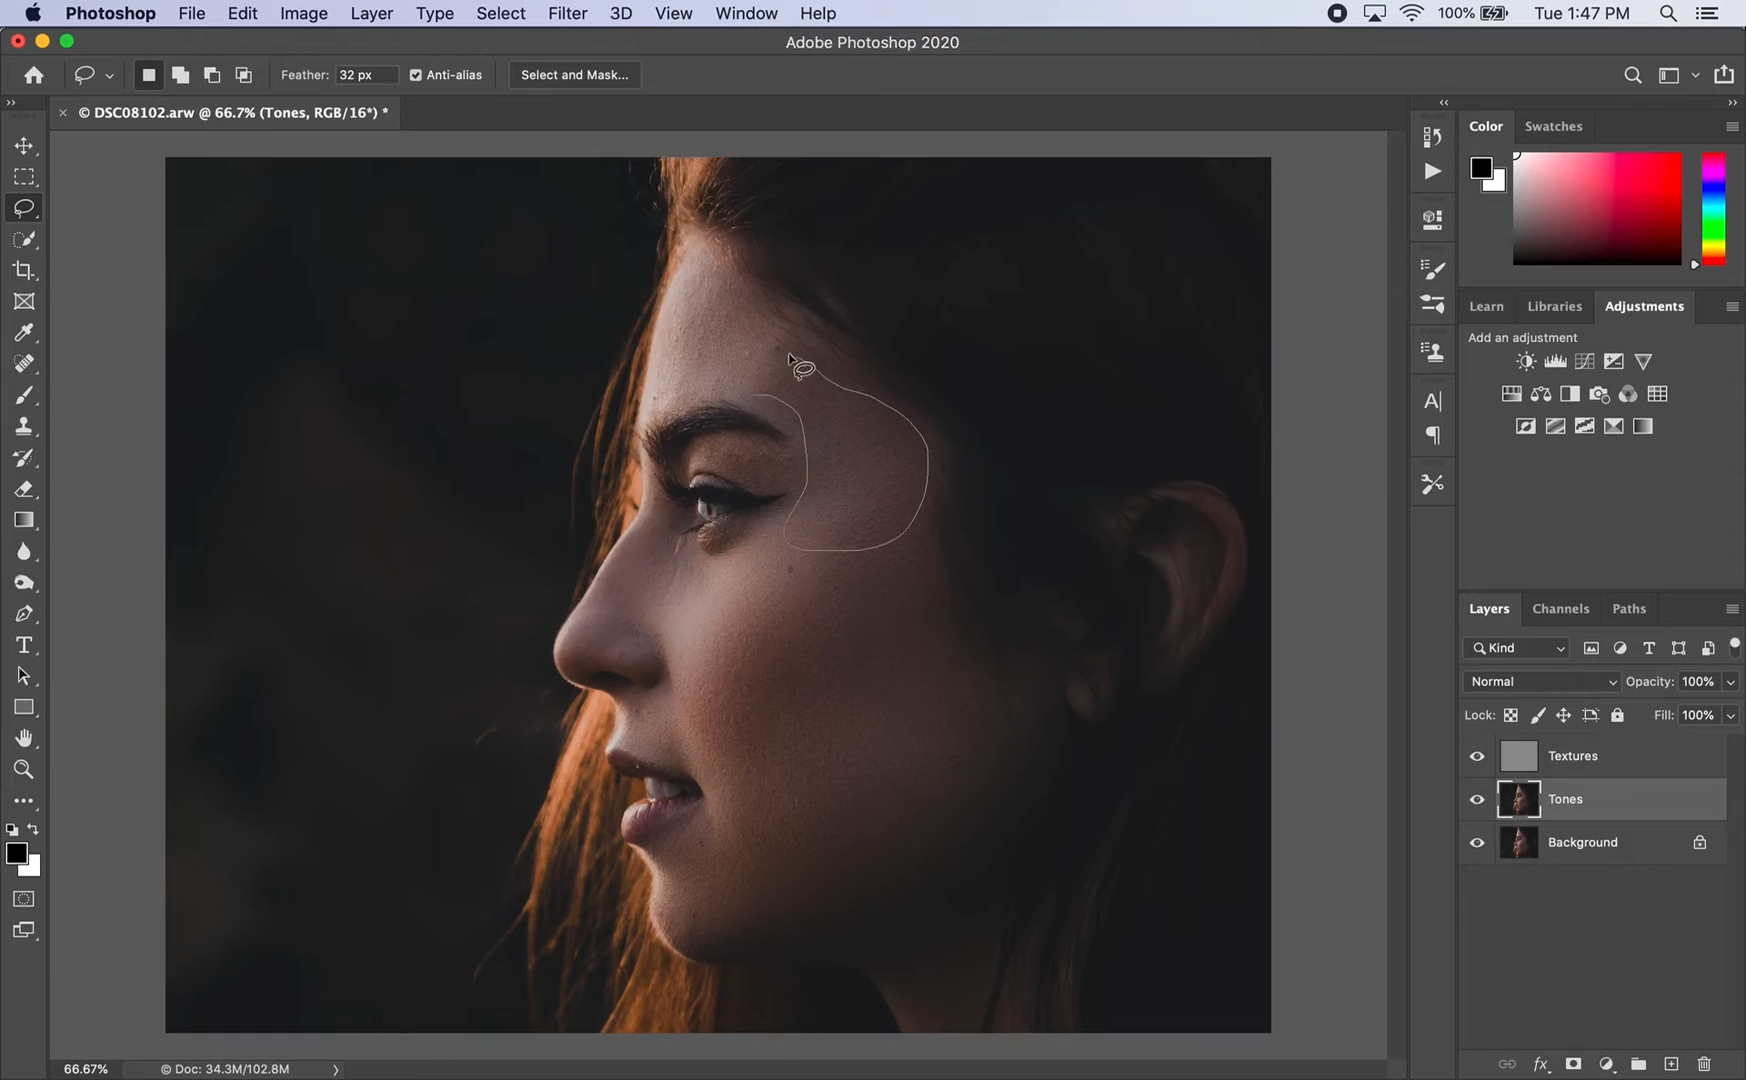 Photoshop File Edit Image Layer Type Select Filter 3D View Window Help 100% Tue 1:47 PM
Adobe Photoshop 2020
Feather: 32 px Anti-alias Select and Mask...
© DSC08102.arw @ 66.7% (Tones, RGB/16*) *
Color Swatches
Learn Libraries Adjustments
Add an adjustment
Layers Channels Paths
Kind
Normal Opacity: 100%
Lock: Fill: 100%
Textures
Tones
Background
66.67% © Doc: 34.3M/102.8M